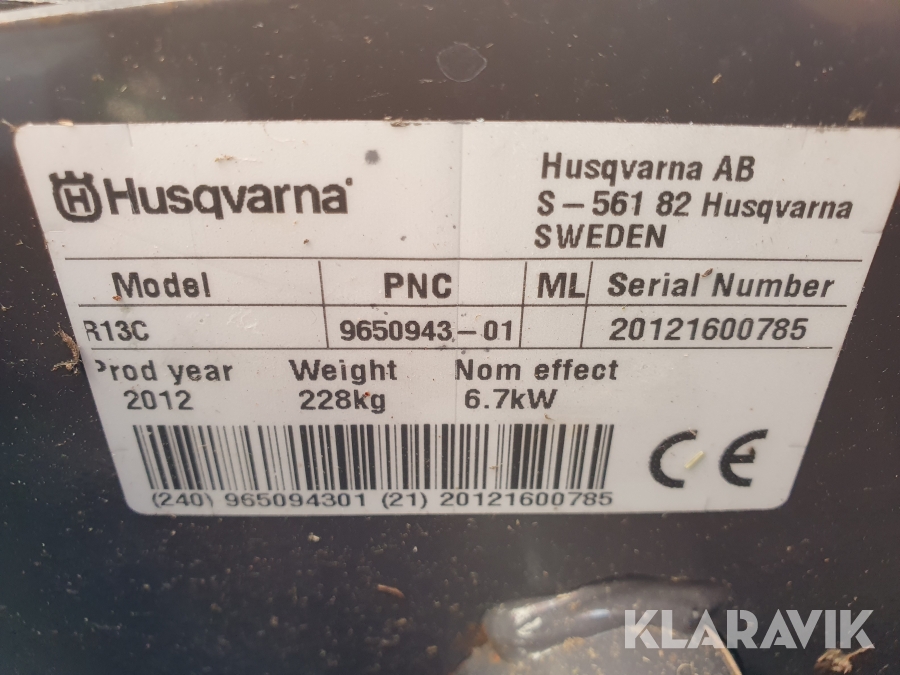 Husqvarna
Husqvarna AB
S-561 82 Husqvarna
SWEDEN
Model PNC ML Serial Number
R13C 9650943-01 20121600785
Prod year Weight Nom effect
2012 228kg 6.7kW
(240) 965094301 (21) 20121600785
CE
KLARAVIK